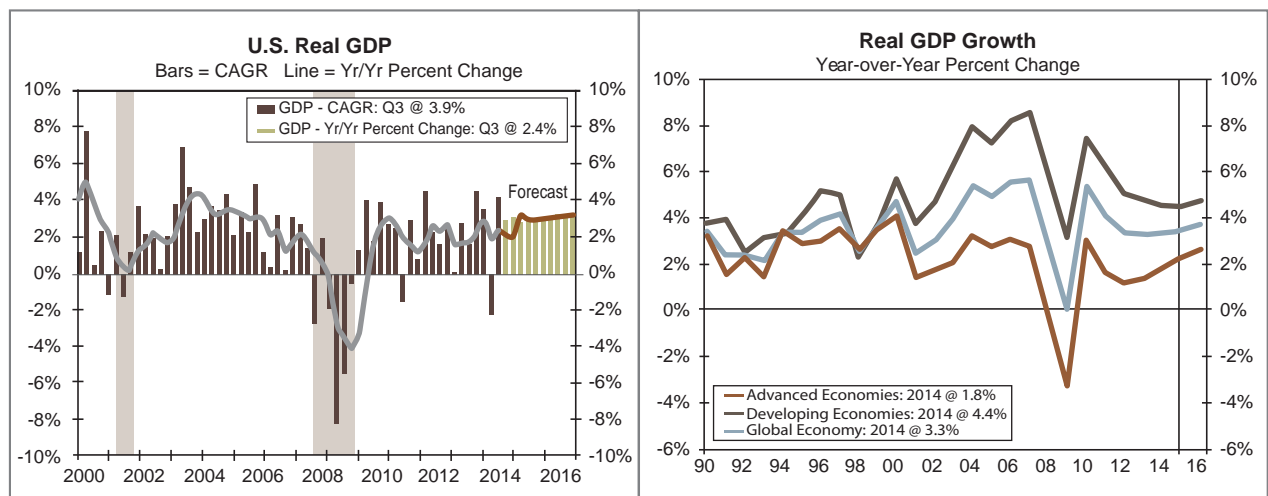 U.S. Real GDP
Bars = CAGR Line = Yr/Yr Percent Change
10% 10%
8% 8%
6% 6%
4% 4%
2% 2%
0% 0%
-2% -2%
-4% -4%
-6% -6%
-8% -8%
-10% -10%
GDP - CAGR: Q3 @ 3.9%
GDP - Yr/Yr Percent Change: Q3 @ 2.4%
Forecast
2000 2002 2004 2006 2008 2010 2012 2014 2016
Real GDP Growth
Year-over-Year Percent Change
10% 10%
8% 8%
6% 6%
4% 4%
2% 2%
0% 0%
-2% -2%
-4% -4%
-6% -6%
Advanced Economies: 2014 @ 1.8%
Developing Economies: 2014 @ 4.4%
Global Economy: 2014 @ 3.3%
90 92 94 96 98 00 02 04 06 08 10 12 14 16